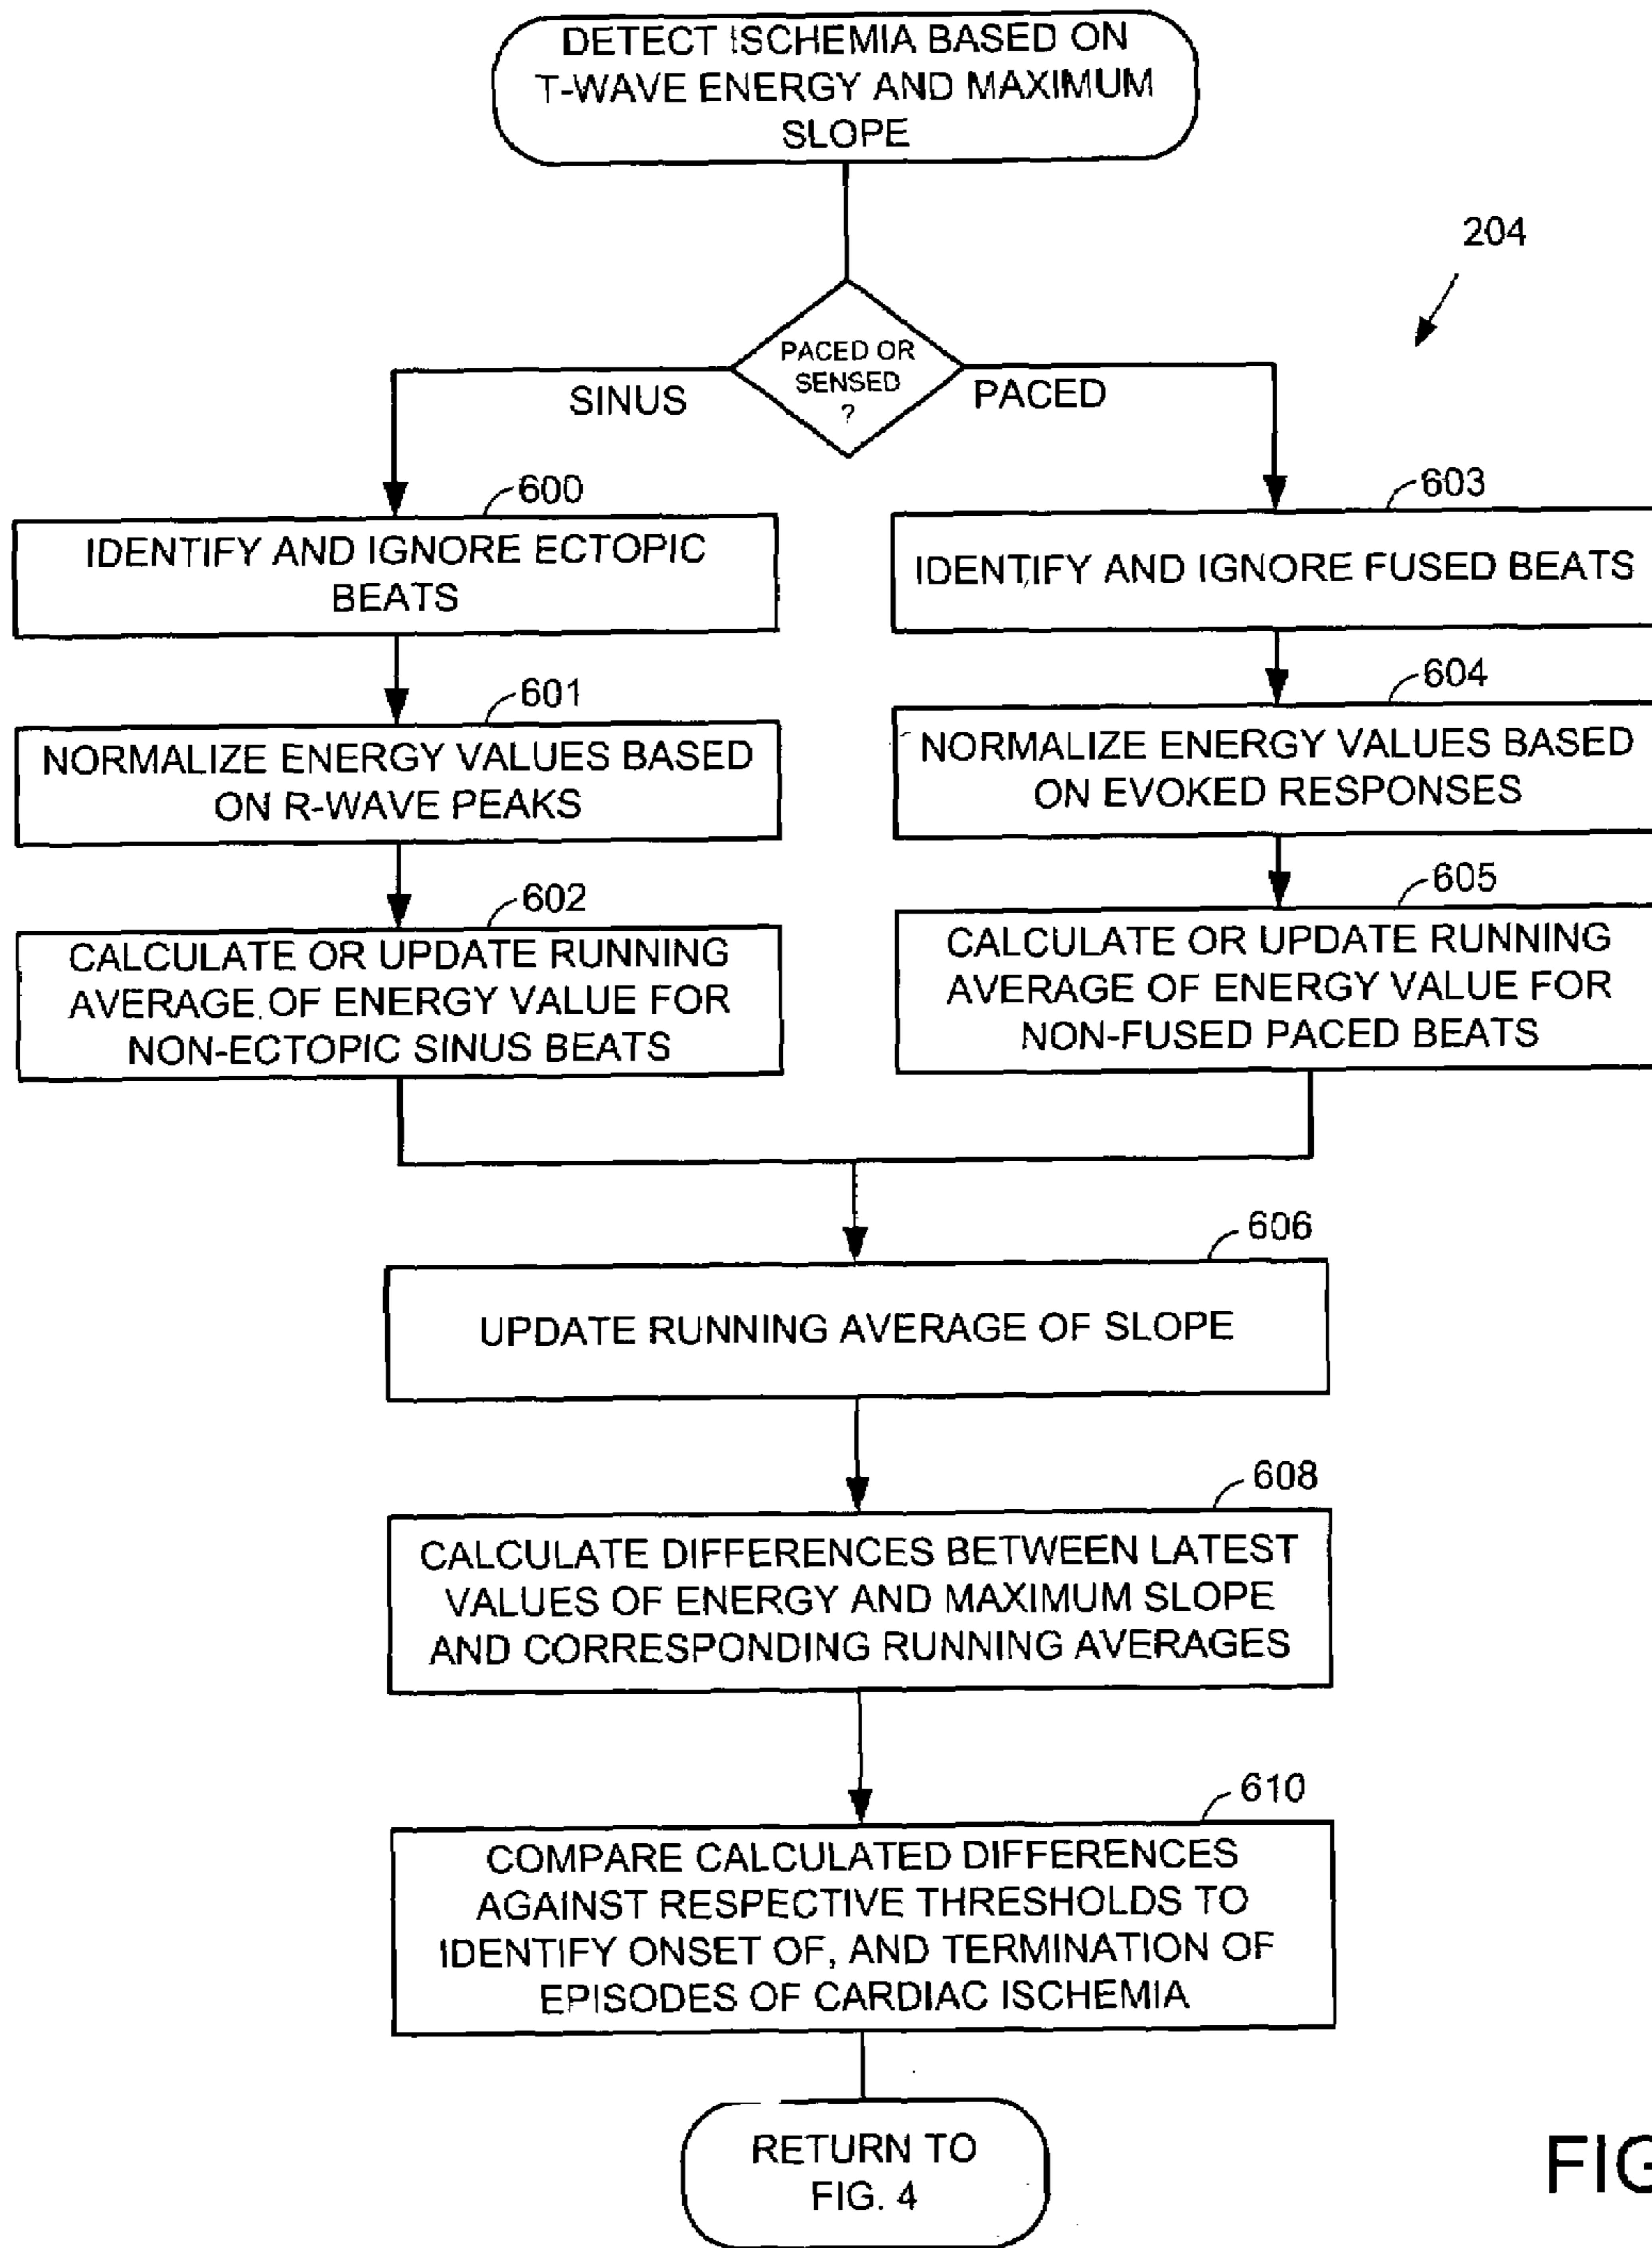 DETECT ISCHEMIA BASED ON
T-WAVE ENERGY AND MAXIMUM
SLOPE
204
PACED OR
SENSED
?
SINUS
PACED
600
IDENTIFY AND IGNORE ECTOPIC
BEATS
603
IDENTIFY AND IGNORE FUSED BEATS
601
NORMALIZE ENERGY VALUES BASED
ON R-WAVE PEAKS
604
NORMALIZE ENERGY VALUES BASED
ON EVOKED RESPONSES
602
CALCULATE OR UPDATE RUNNING
AVERAGE OF ENERGY VALUE FOR
NON-ECTOPIC SINUS BEATS
605
CALCULATE OR UPDATE RUNNING
AVERAGE OF ENERGY VALUE FOR
NON-FUSED PACED BEATS
606
UPDATE RUNNING AVERAGE OF SLOPE
608
CALCULATE DIFFERENCES BETWEEN LATEST
VALUES OF ENERGY AND MAXIMUM SLOPE
AND CORRESPONDING RUNNING AVERAGES
610
COMPARE CALCULATED DIFFERENCES
AGAINST RESPECTIVE THRESHOLDS TO
IDENTIFY ONSET OF, AND TERMINATION OF
EPISODES OF CARDIAC ISCHEMIA
RETURN TO
FIG. 4
FIG